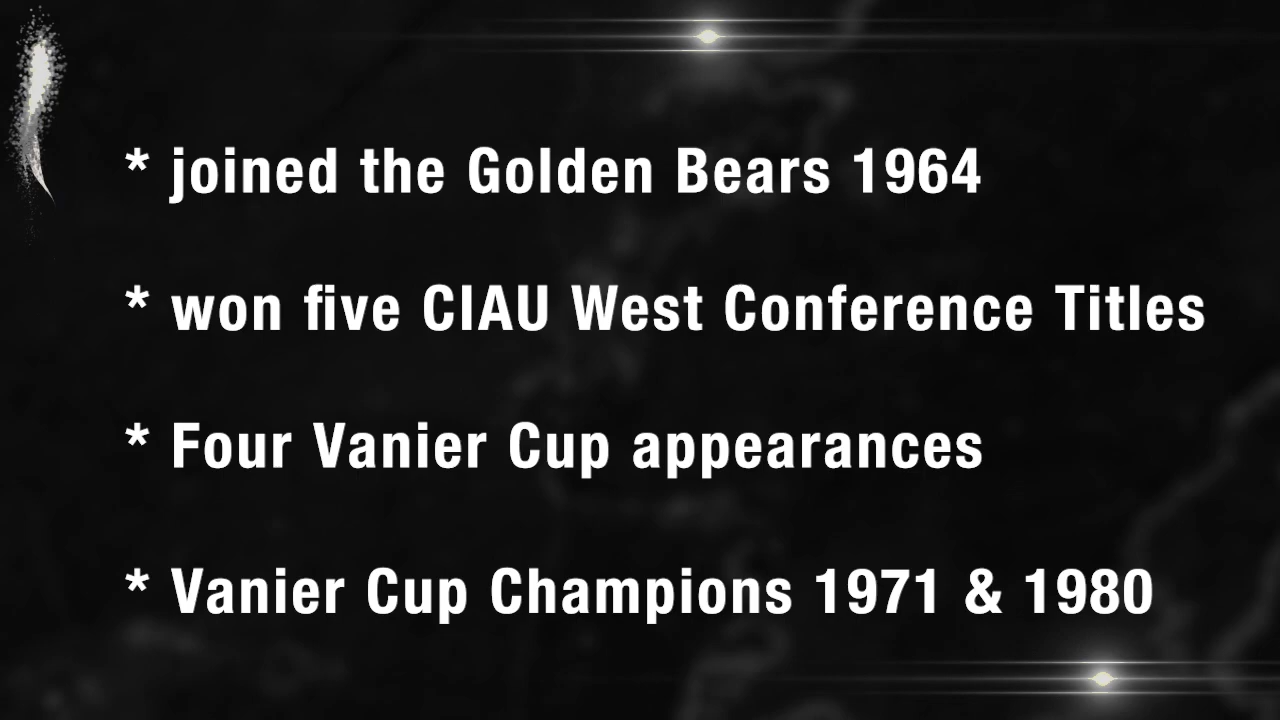 * joined the Golden Bears 1964
* won five CIAU West Conference Titles
* Four Vanier Cup appearances
* Vanier Cup Champions 1971 & 1980